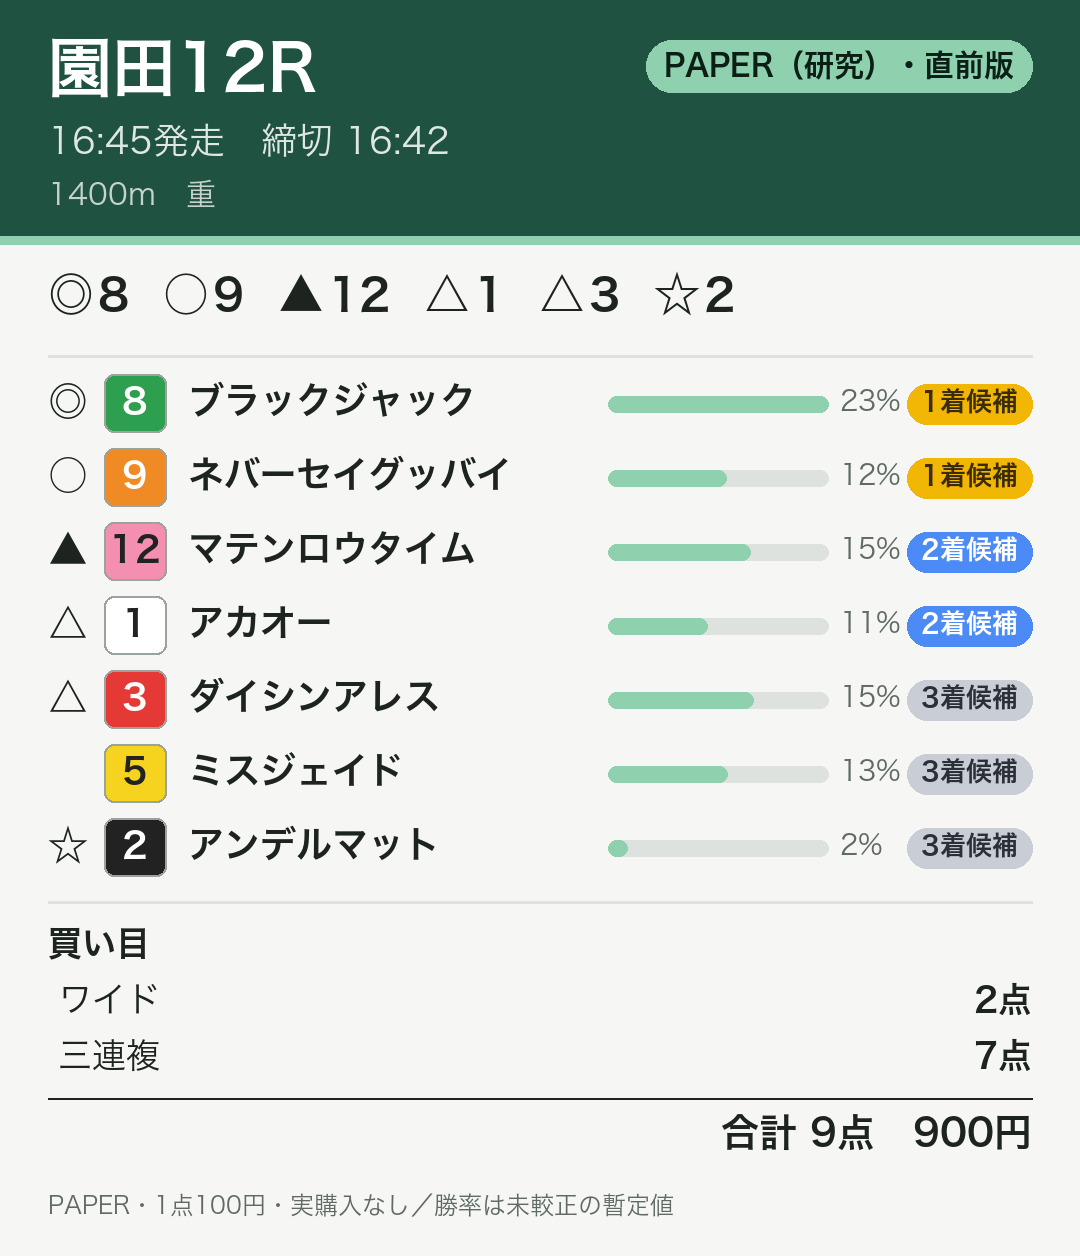 園田12R
PAPER（研究）・直前版
16:45発走　締切 16:42
1400m　重
◎8 ○9 ▲12 △1 △3 ☆2
◎ 8 ブラックジャック 23% 1着候補
○ 9 ネバーセイグッバイ 12% 1着候補
▲ 12 マテンロウタイム 15% 2着候補
△ 1 アカオー 11% 2着候補
△ 3 ダイシンアレス 15% 3着候補
5 ミスジェイド 13% 3着候補
☆ 2 アンデルマット 2% 3着候補
買い目
ワイド 2点
三連複 7点
合計 9点　900円
PAPER・1点100円・実購入なし／勝率は未較正の暫定値